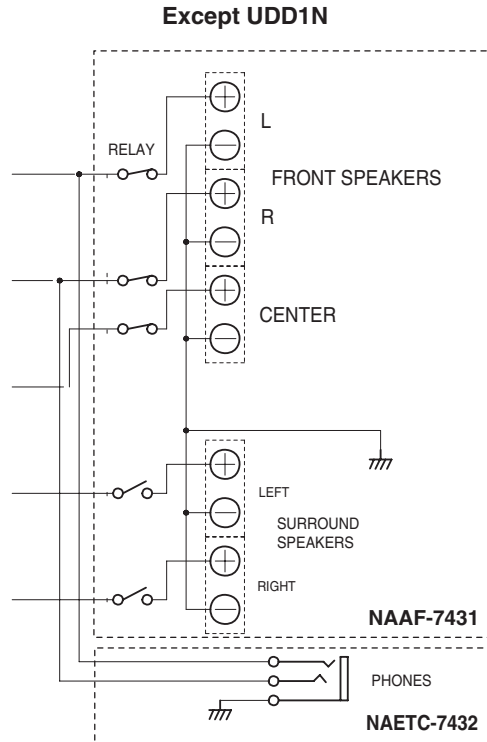 Except UDD1N
L
RELAY
FRONT SPEAKERS
R
CENTER
LEFT
SURROUND
SPEAKERS
RIGHT
NAAF-7431
PHONES
NAETC-7432